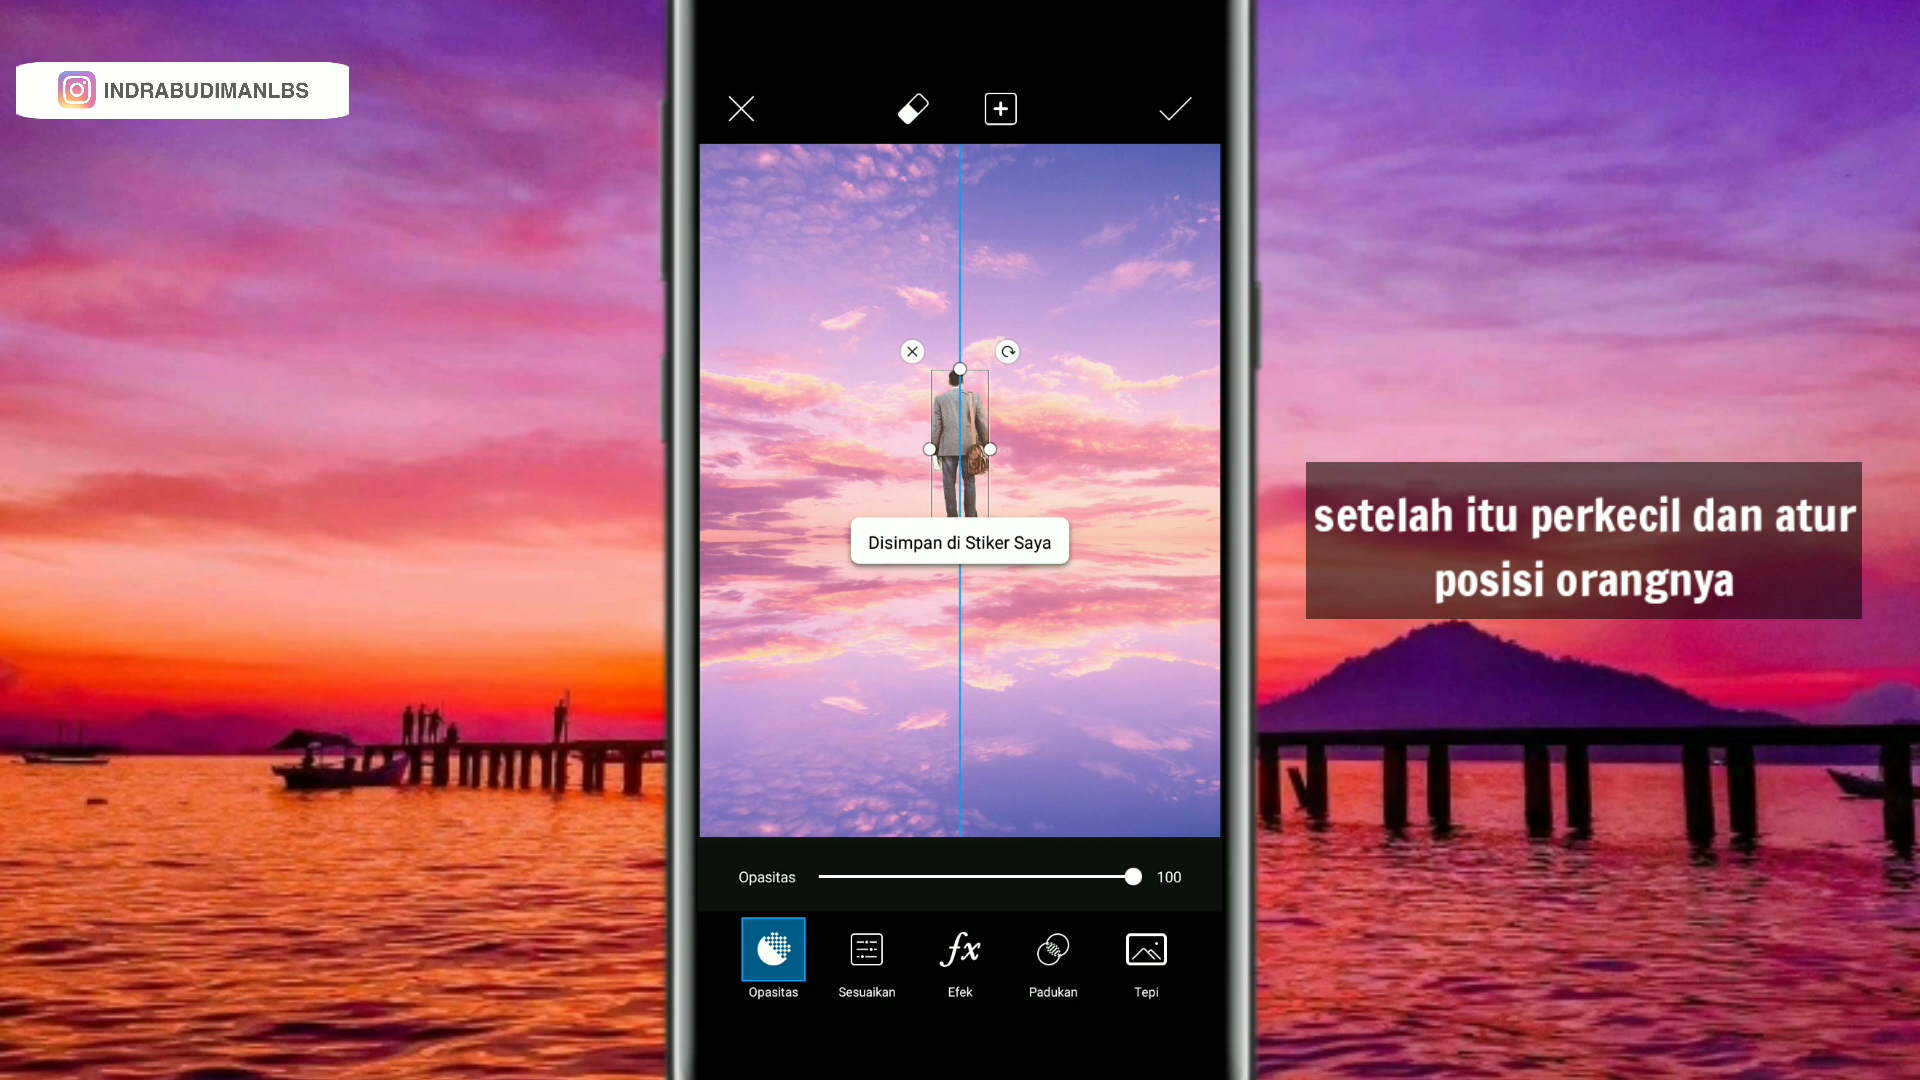 INDRABUDIMANLBS
setelah itu perkecil dan atur
posisi orangnya
Disimpan di Stiker Saya
Opasitas
100
Opasitas
Sesuaikan
fx
Efek
Padukan
Tepi